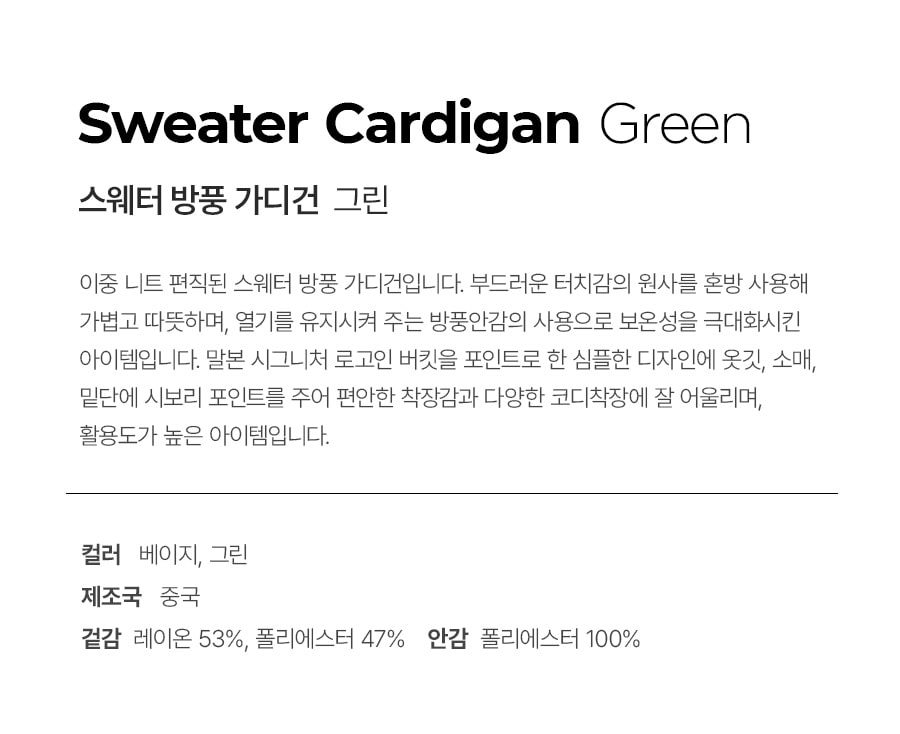 Sweater Cardigan Green
스웨터 방풍 가디건 그린
이중 니트 편직된 스웨터 방풍 가디건입니다. 부드러운 터치감의 원사를 혼방 사용해
가볍고 따뜻하며, 열기를 유지시켜 주는 방풍안감의 사용으로 보온성을 극대화시킨
아이템입니다. 말본 시그니처 로고인 버킷을 포인트로 한 심플한 디자인에 옷깃, 소매,
밑단에 시보리 포인트를 주어 편안한 착장감과 다양한 코디착장에 잘 어울리며,
활용도가 높은 아이템입니다.
컬러 베이지, 그린
제조국 중국
겉감 레이온 53%, 폴리에스터 47% 안감 폴리에스터 100%